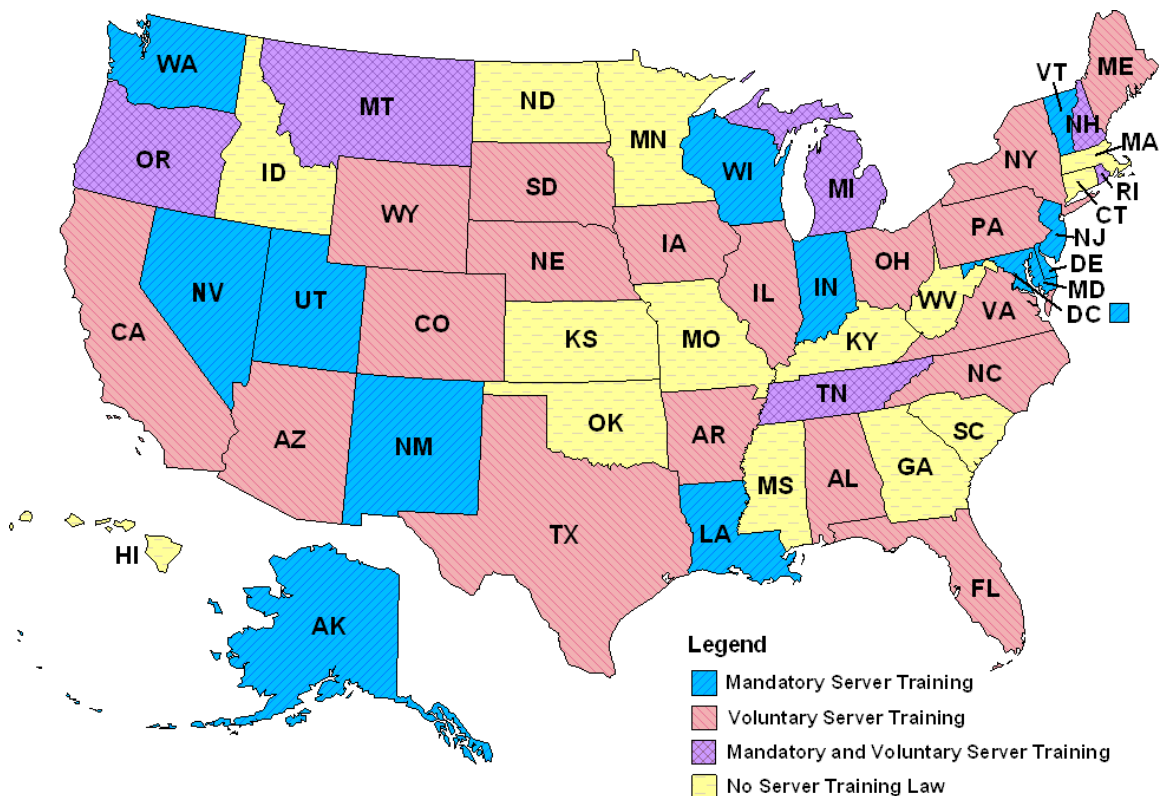 WA
MT
ND
MN
VT
ME
NH
MA
OR
ID
SD
WI
MI
NY
RI
CT
WY
IA
PA
NJ
NE
OH
DE
NV
UT
IL
IN
WV
MD
CA
CO
VA
DC
KS
MO
KY
NC
TN
AZ
NM
OK
AR
SC
MS
AL
GA
TX
LA
HI
FL
AK
Legend
Mandatory Server Training
Voluntary Server Training
Mandatory and Voluntary Server Training
No Server Training Law